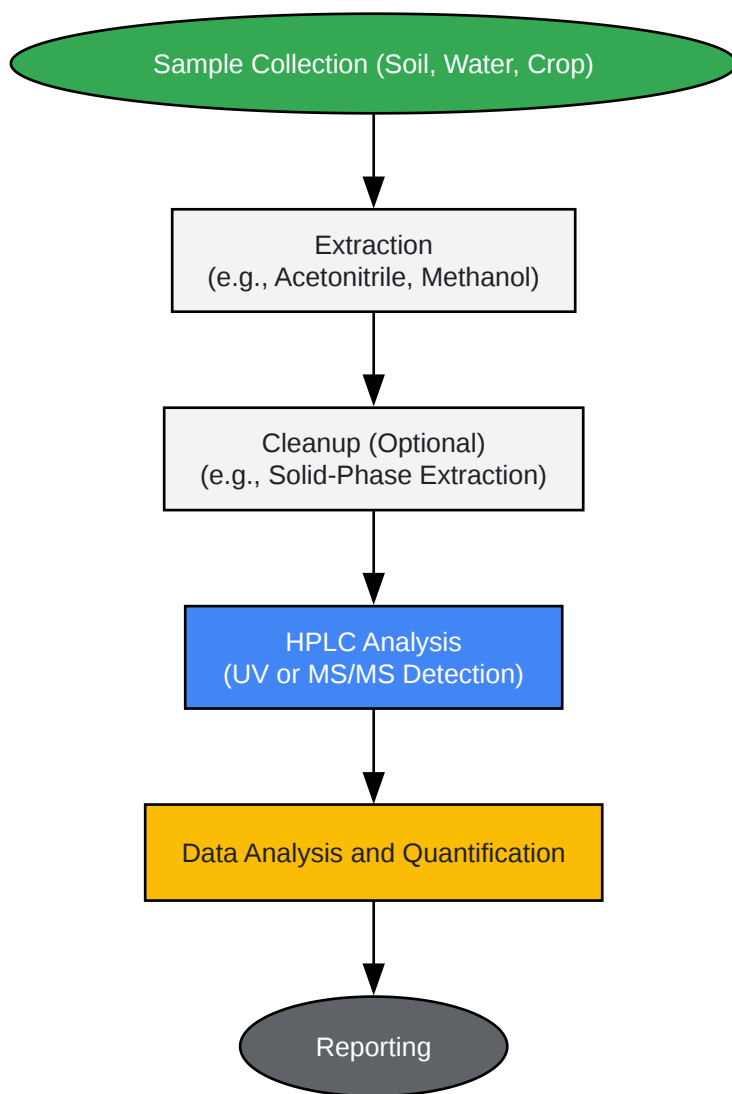 Sample Collection (Soil, Water, Crop)
Extraction
(e.g., Acetonitrile, Methanol)
Cleanup (Optional)
(e.g., Solid-Phase Extraction)
HPLC Analysis
(UV or MS/MS Detection)
Data Analysis and Quantification
Reporting